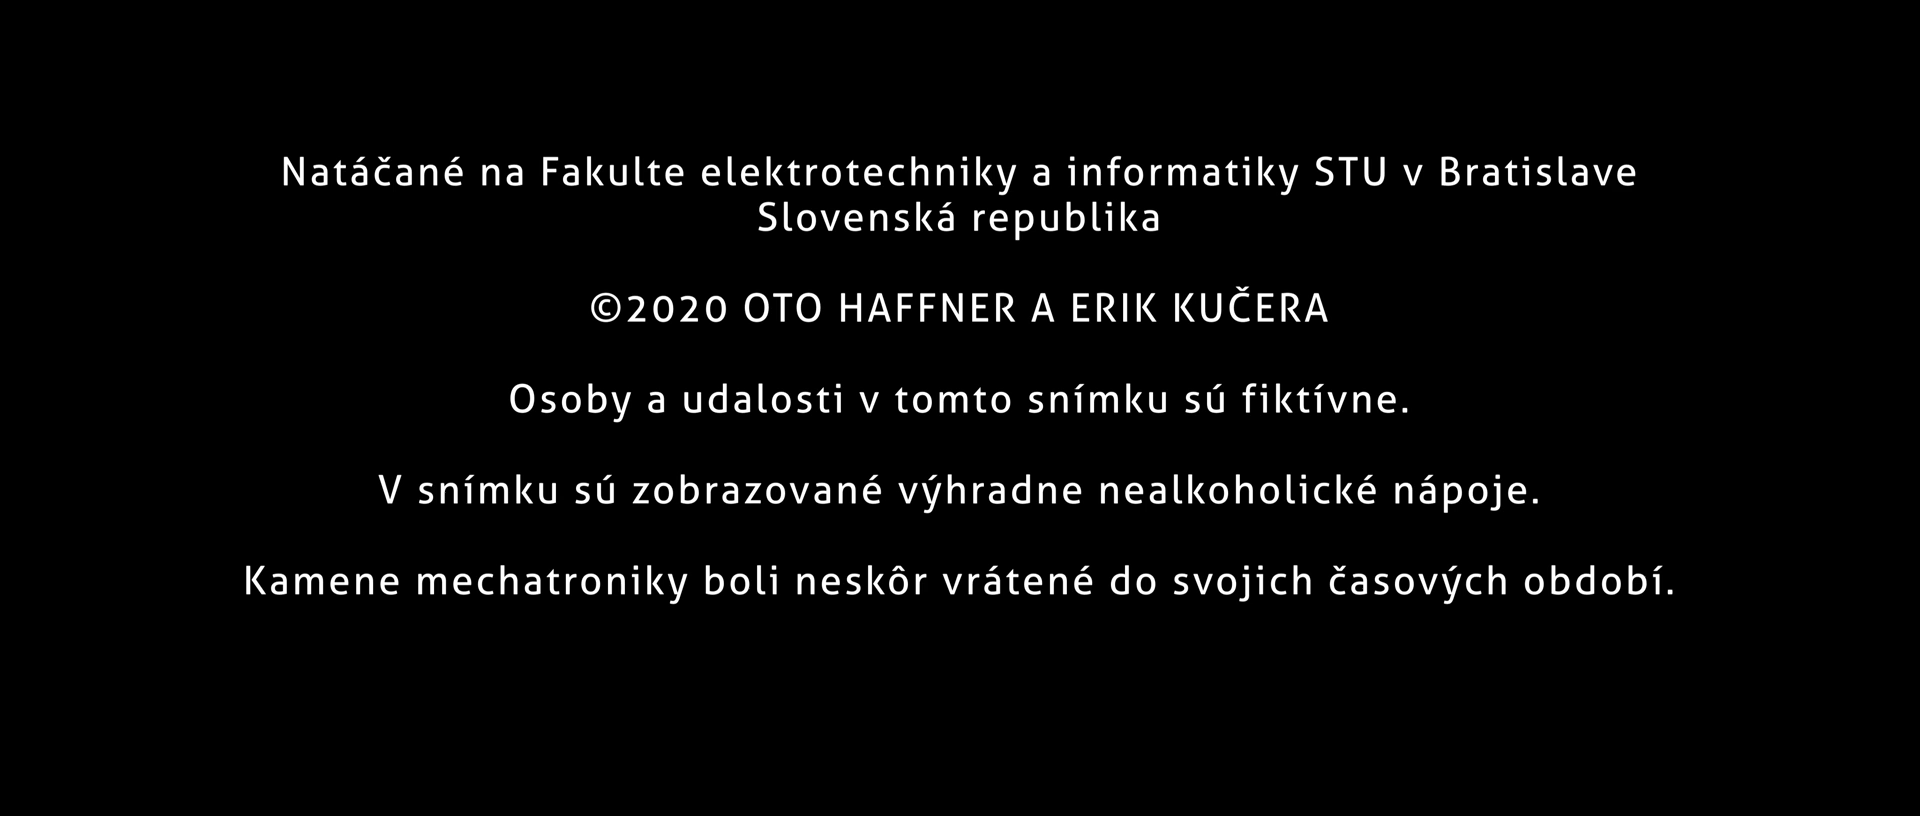 Natáčané na Fakulte elektrotechniky a informatiky STU v Bratislave
Slovenská republika
©2020 OTO HAFFNER A ERIK KUČERA
Osoby a udalosti v tomto snímku sú fiktívne.
V snímku sú zobrazované výhradne nealkoholické nápoje.
Kamene mechatroniky boli neskôr vrátené do svojich časových období.